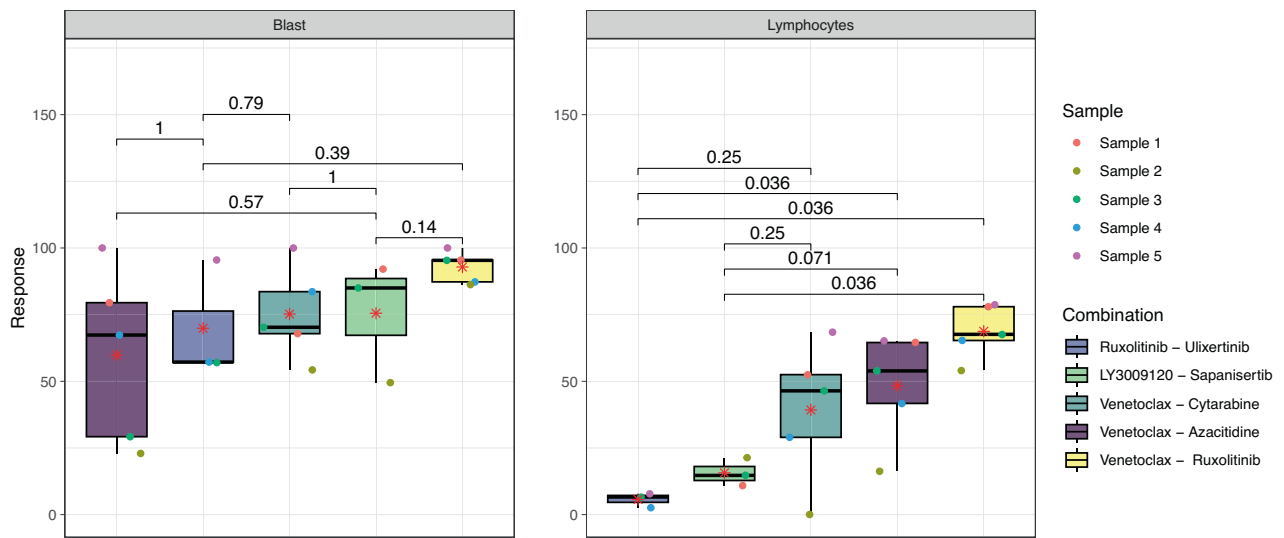 Blast
Lymphocytes
Response
150
100
50
0
0.79
1
0.39
1
0.57
0.14
150
100
50
0
0.25
0.036
0.036
0.25
0.071
0.036
Sample
Sample 1
Sample 2
Sample 3
Sample 4
Sample 5
Combination
Ruxolitinib – Ulixertinib
LY3009120 – Sapanisertib
Venetoclax – Cytarabine
Venetoclax – Azacitidine
Venetoclax – Ruxolitinib